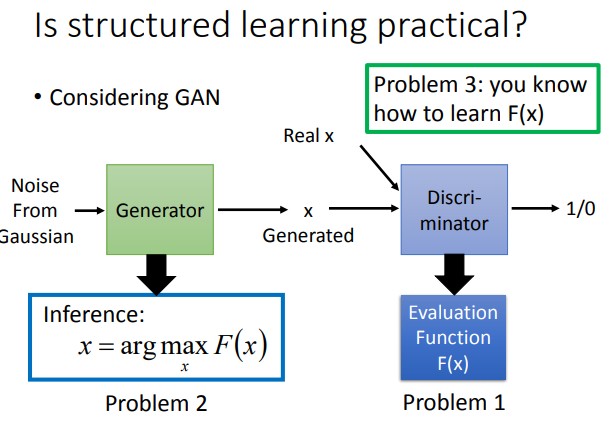 Is structured learning practical?
• Considering GAN
Problem 3: you know
how to learn F(x)
Real x
Noise
From
Gaussian
Generator
x
Generated
Discri-
minator
1/0
Inference:
x = arg max F(x)
x
Evaluation
Function
F(x)
Problem 2
Problem 1